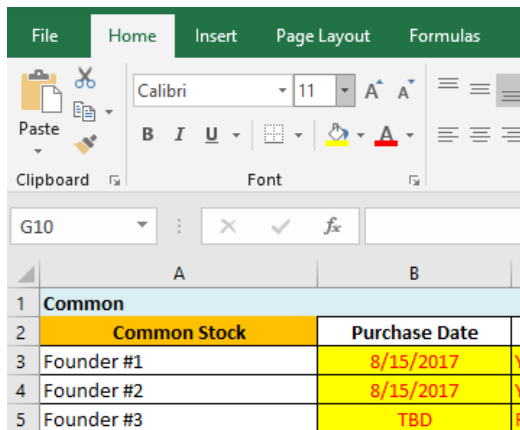 File Home Insert Page Layout Formulas
Calibri 11 A A
Paste B I U A
Clipboard Font
G10 fx
A B
1 Common
2 Common Stock Purchase Date
3 Founder #1 8/15/2017
4 Founder #2 8/15/2017
5 Founder #3 TBD